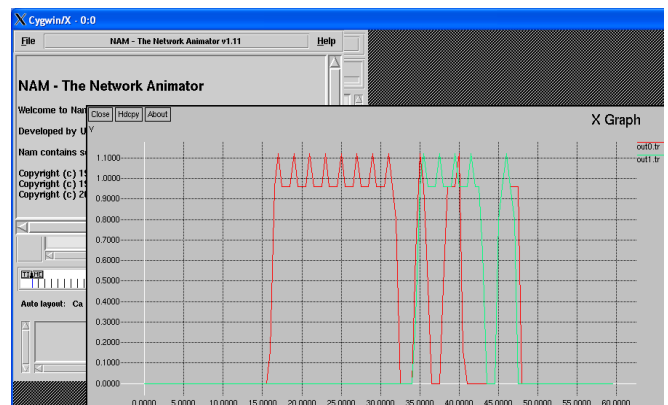 Cygwin/X - 0:0
File NAM - The Network Animator v1.11 Help
NAM - The Network Animator
Welcome to Nan
Developed by U
Nam contains s
Copyright (c) 19
Copyright (c) 19
Copyright (c) 20
Auto layout: Ca
Close Hdcpy About
X Graph
Y
out0.tr
out1.tr
1.1000
1.0000
0.9000
0.8000
0.7000
0.6000
0.5000
0.4000
0.3000
0.2000
0.1000
0.0000
0.0000 5.0000 10.0000 15.0000 20.0000 25.0000 30.0000 35.0000 40.0000 45.0000 50.0000 55.0000 60.0000